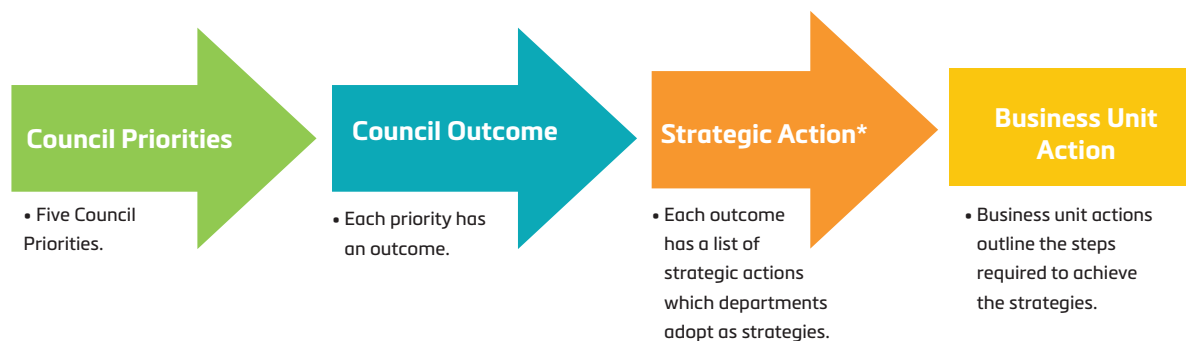 Council Priorities
• Five Council
Priorities.
Council Outcome
• Each priority has
an outcome.
Strategic Action*
• Each outcome
has a list of
strategic actions
which departments
adopt as strategies.
Business Unit
Action
• Business unit actions
outline the steps
required to achieve
the strategies.